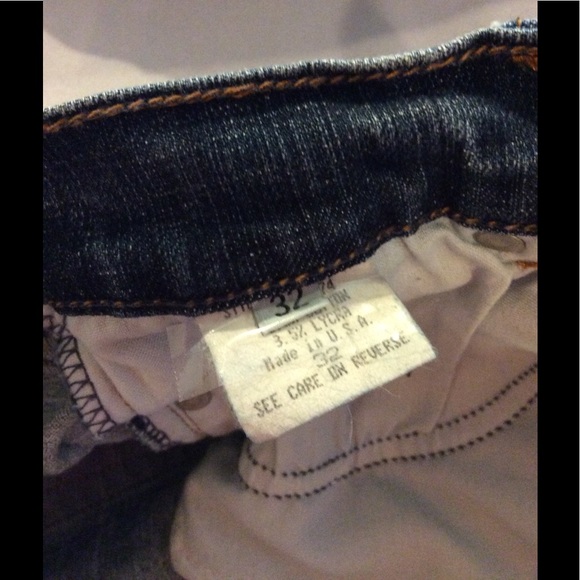 32
3.5% LYCRA
Made in U.S.A.
32
SEE CARE ON REVERSE